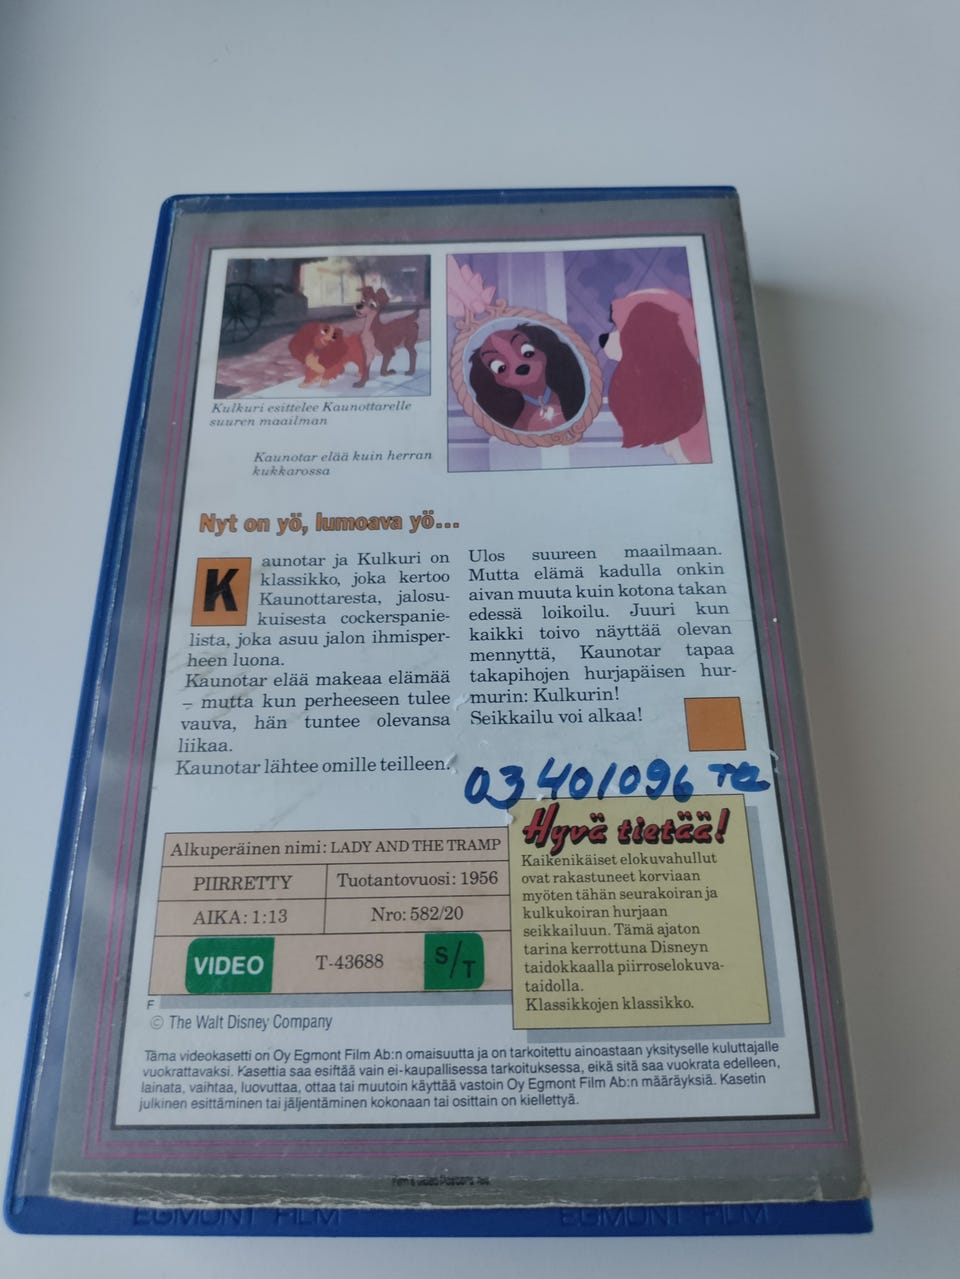 Kulkuri esittelee Kaunottarelle
suuren maailman
Kaunotar elää kuin herran
kukkarossa
Nyt on yö, lumoava yö...
Kaunotar ja Kulkuri on
klassikko, joka kertoo
Kaunottaresta, jalosu-
kuisesta cockerspanie-
lista, joka asuu jalon ihmisper-
heen luona.
Kaunotar elää makeaa elämää
– mutta kun perheeseen tulee
vauva, hän tuntee olevansa
liikaa.
Kaunotar lähtee omille teilleen.
Ulos suureen maailmaan.
Mutta elämä kadulla onkin
aivan muuta kuin kotona takan
edessä loikoilu. Juuri kun
kaikki toivo näyttää olevan
mennyttä, Kaunotar tapaa
takapihojen hurjapäisen hur-
murin: Kulkurin!
Seikkailu voi alkaa!
03401096
Alkuperäinen nimi: LADY AND THE TRAMP
PIIRRETTY Tuotantovuosi: 1956
AIKA: 1:13 Nro: 582/20
VIDEO T-43688 S/T
F
© The Walt Disney Company
Hyvä tietää!
Kaikenikäiset elokuvahullut
ovat rakastuneet korviaan
myöten tähän seurakoiran ja
kulkukoiran hurjaan
seikkailuun. Tämä ajaton
tarina kerrottuna Disneyn
taidokkaalla piirroselokuva-
taidolla.
Klassikkojen klassikko.
Tämä videokasetti on Oy Egmont Film Ab:n omaisuutta ja on tarkoitettu ainoastaan yksityiselle kuluttajalle
vuokrattavaksi. Kasettia saa esittää vain ei-kaupallisessa tarkoituksessa, eikä sitä saa vuokrata edelleen,
lainata, vaihtaa, luovuttaa, ottaa tai muutoin käyttää vastoin Oy Egmont Film Ab:n määräyksiä. Kasetin
julkinen esittäminen tai jäljentäminen kokonaan tai osittain on kiellettyä.
EGMONT FILM EGMONT FILM